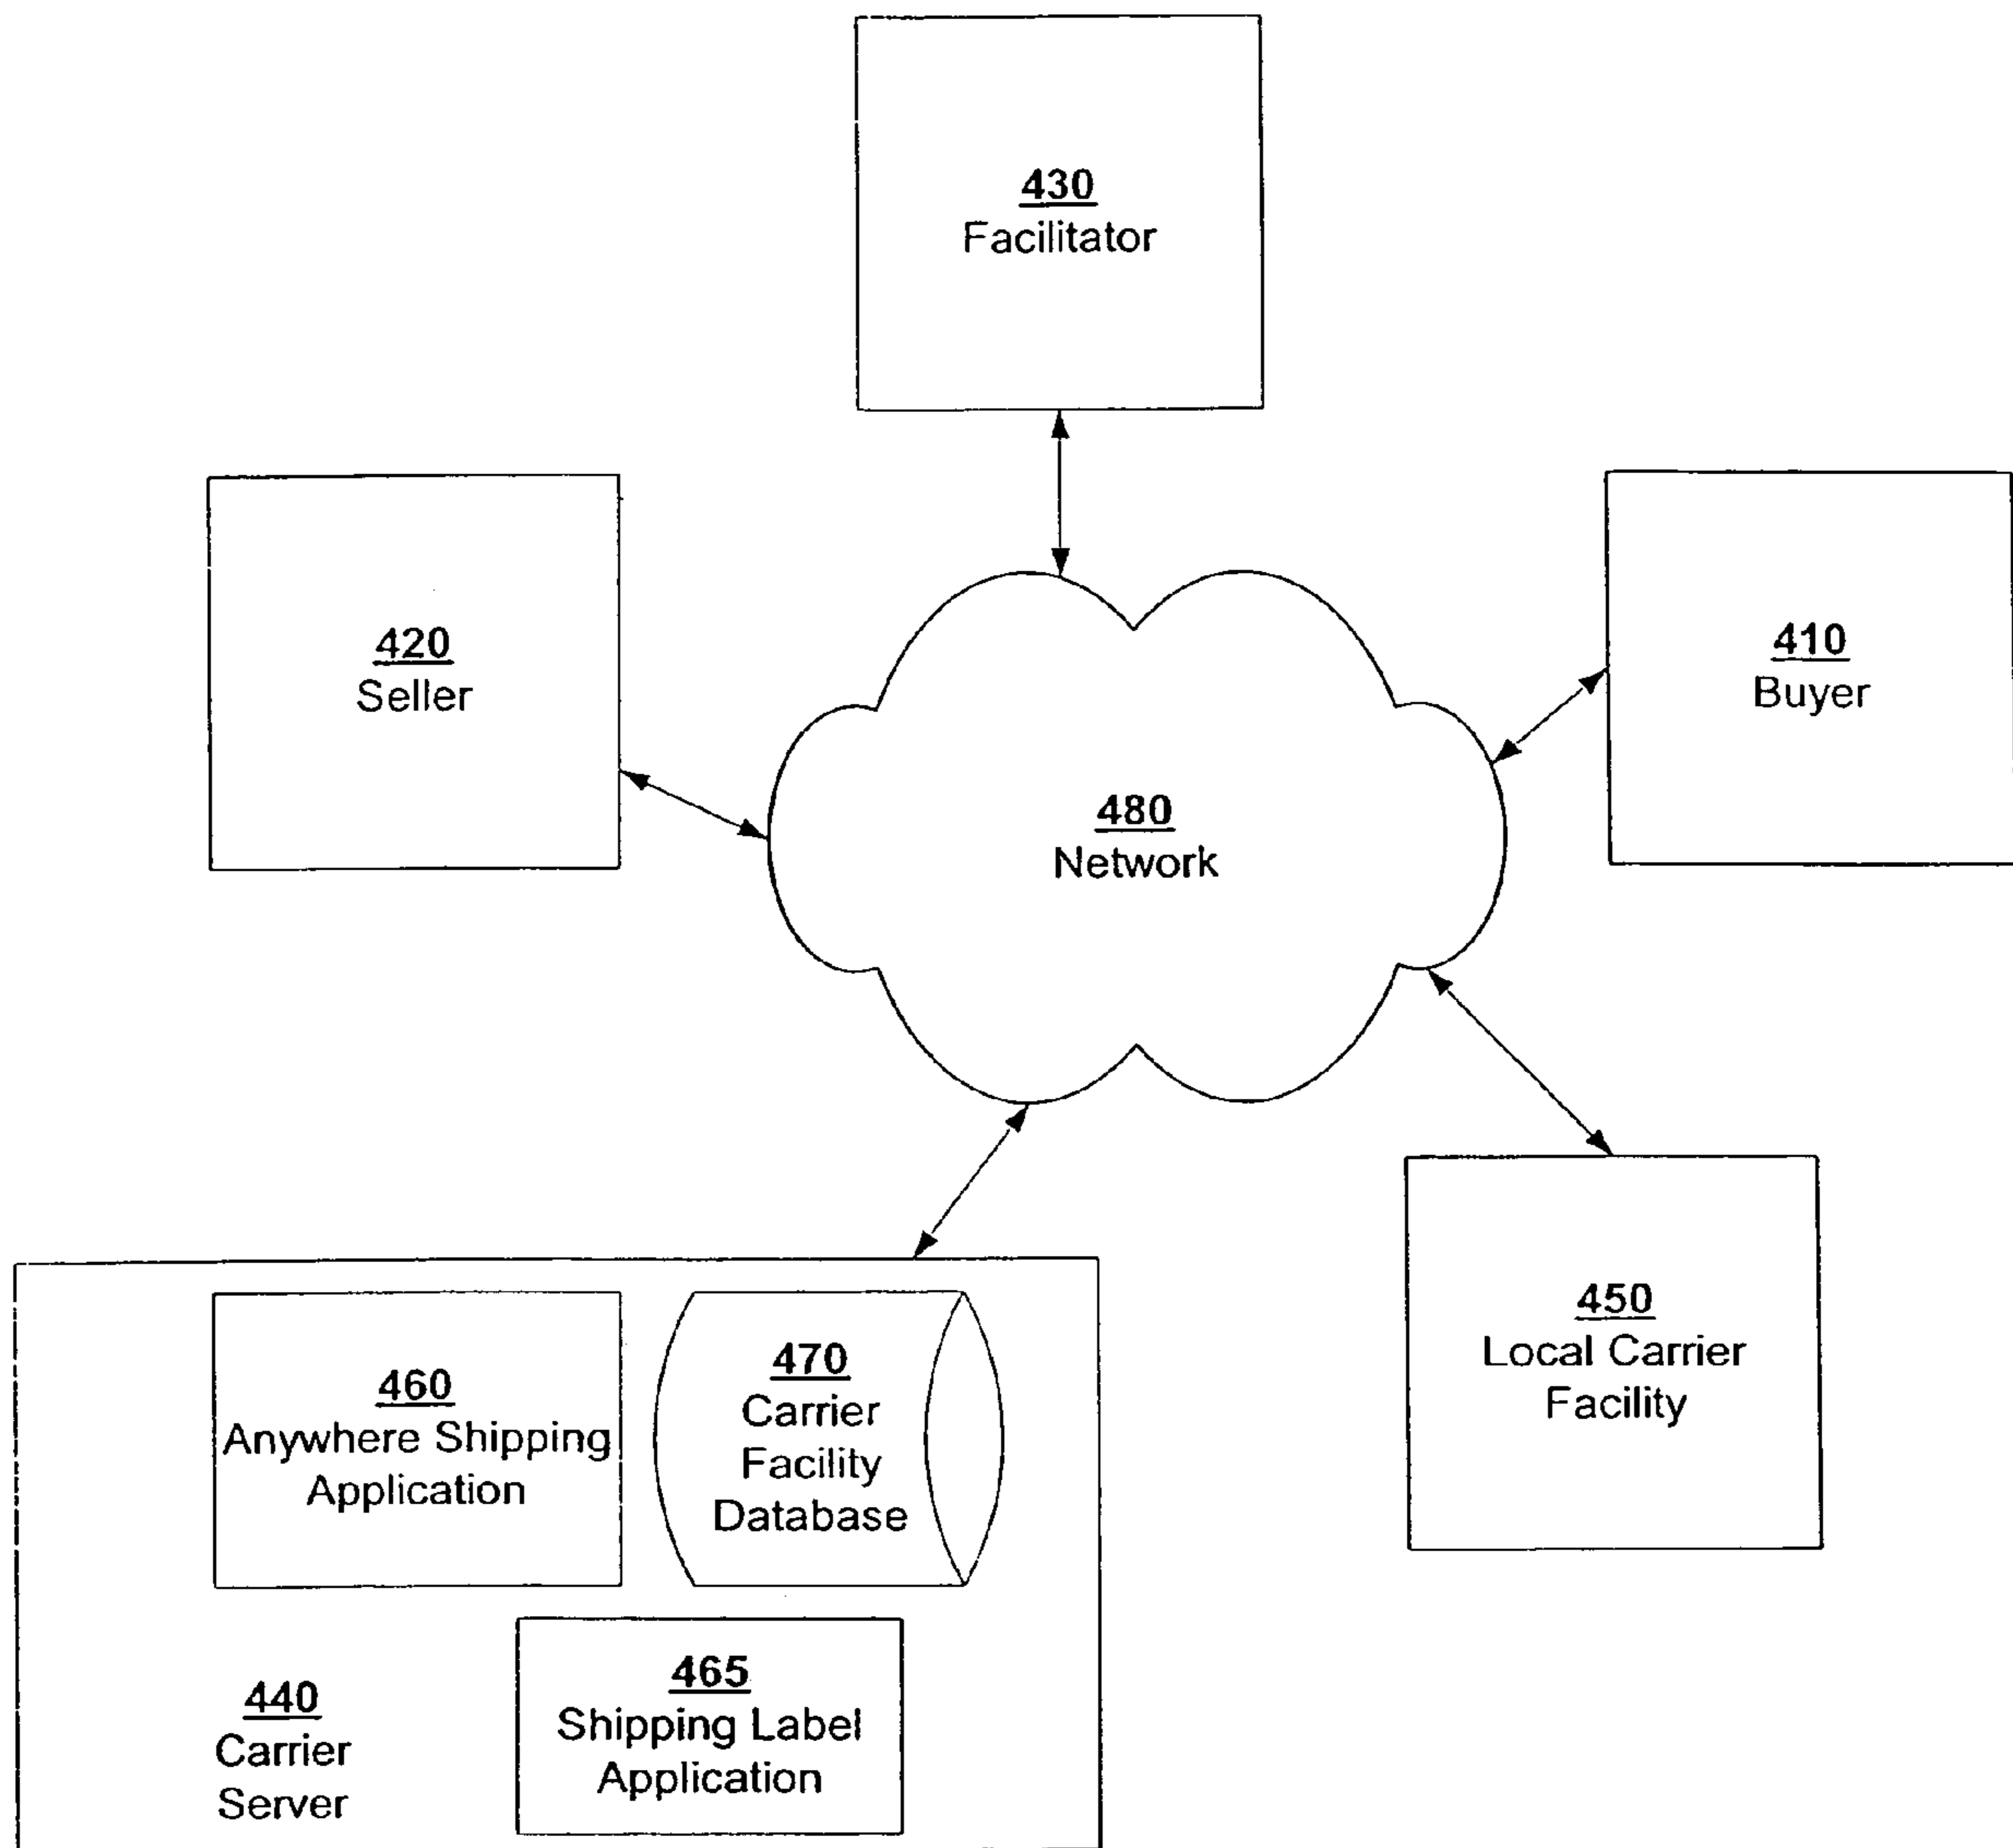 430
Facilitator
420
Seller
410
Buyer
480
Network
450
Local Carrier
Facility
460
Anywhere Shipping
Application
470
Carrier
Facility
Database
465
Shipping Label
Application
440
Carrier
Server